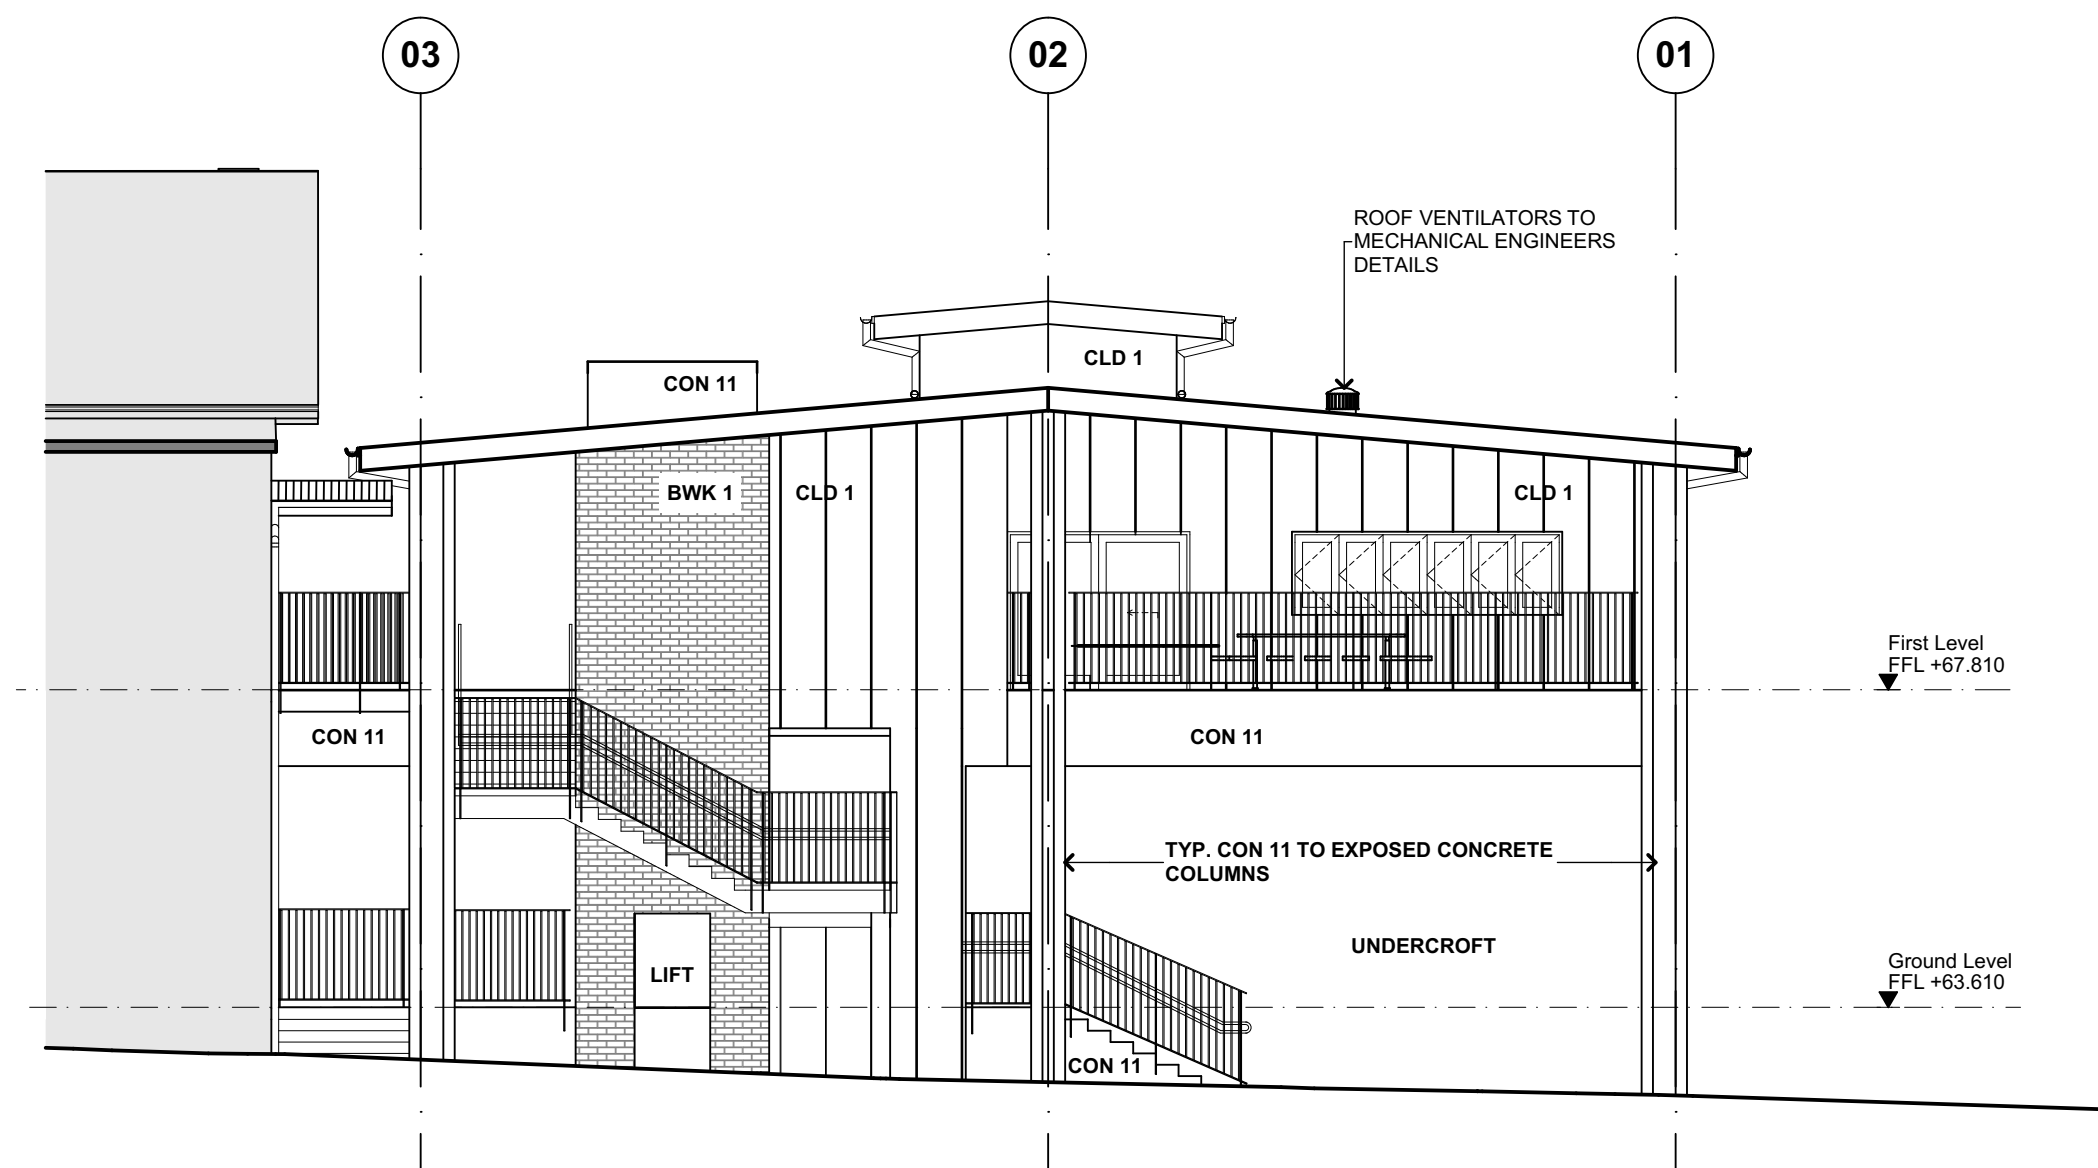 03
02
01
ROOF VENTILATORS TO
MECHANICAL ENGINEERS
DETAILS
CLD 1
CON 11
BWK 1
CLD 1
CLD 1
First Level
FFL +67.810
CON 11
CON 11
TYP. CON 11 TO EXPOSED CONCRETE
COLUMNS
UNDERCROFT
LIFT
Ground Level
FFL +63.610
CON 11